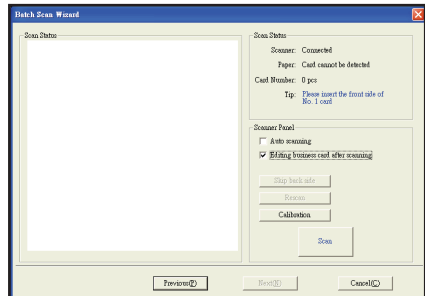 Batch Scan Wizard
Scan Status
Scan Status
Scanner: Connected
Paper: Card cannot be detected
Card Number: 0 pcs
Tip: Please insert the front side of
No. 1 card
Scanner Panel
Auto scanning
Editing business card after scanning
Skip back side
Rescan
Calibration
Scan
Previous(P)
Next(N)
Cancel(C)